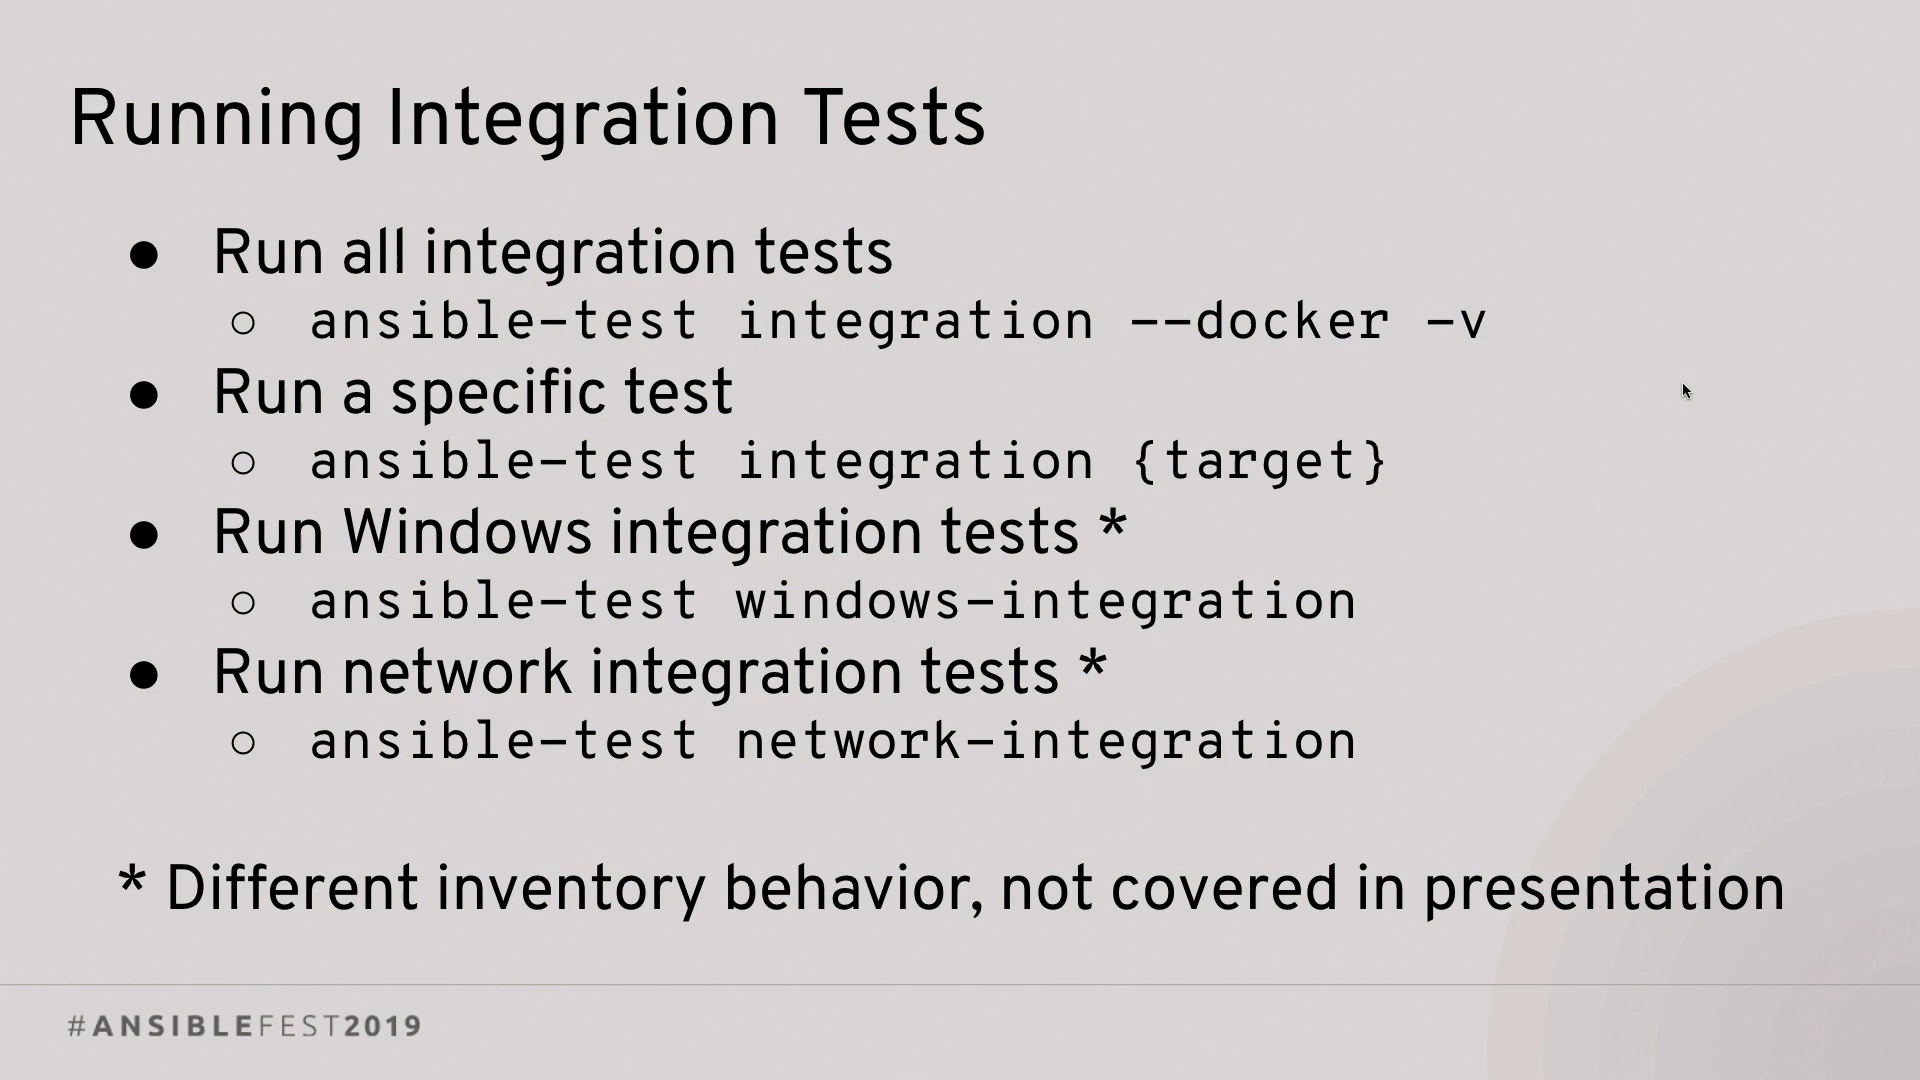 Running Integration Tests
● Run all integration tests
○ ansible-test integration --docker -v
● Run a specific test
○ ansible-test integration {target}
● Run Windows integration tests *
○ ansible-test windows-integration
● Run network integration tests *
○ ansible-test network-integration
* Different inventory behavior, not covered in presentation
#ANSIBLEFEST2019